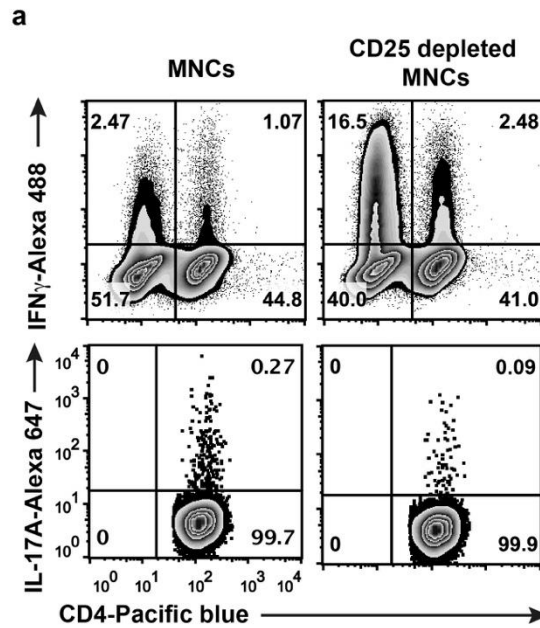 a
MNCs
CD25 depleted
MNCs
IFNγ-Alexa 488
2.47 1.07
51.7 44.8
16.5 2.48
40.0 41.0
IL-17A-Alexa 647
10⁴
10³
10²
10¹
10⁰
0 0.27
0 99.7
0 0.09
0 99.9
10⁰ 10¹ 10² 10³ 10⁴
CD4-Pacific blue